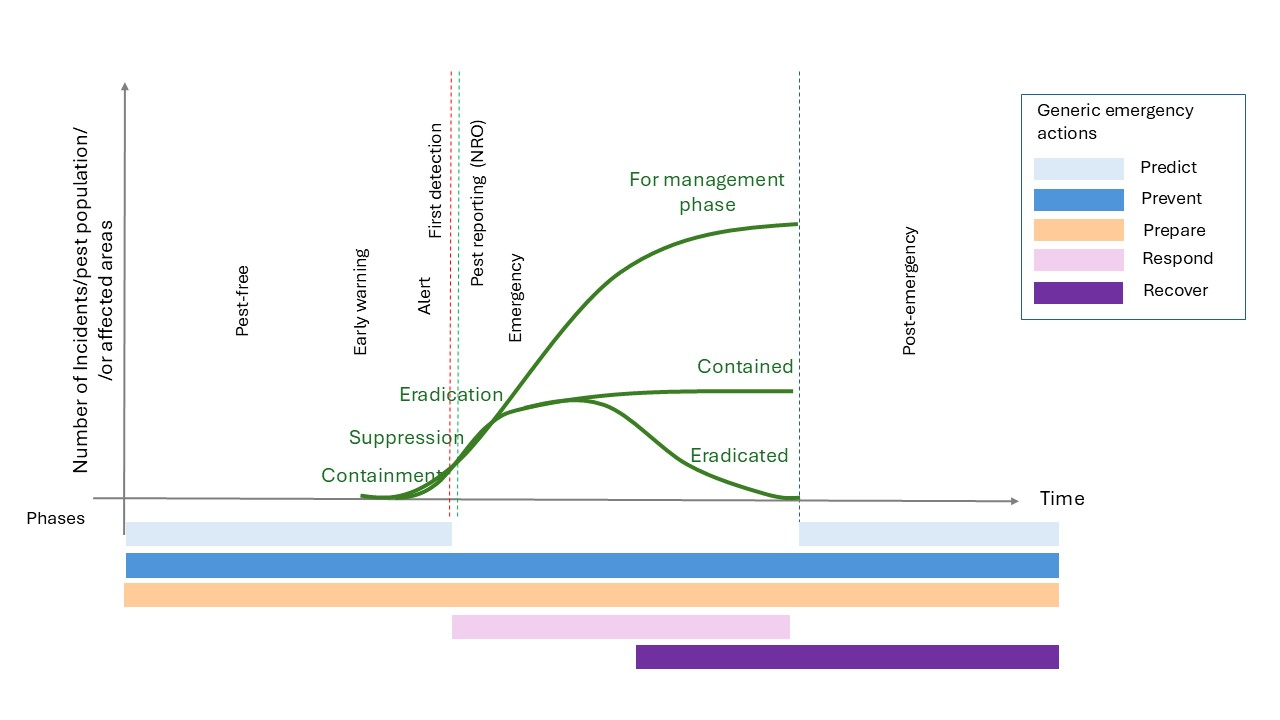 Number of Incidents/pest population/
/or affected areas
Pest-free
Early warning
Alert
First detection
Pest reporting (NRO)
Emergency
Post-emergency
For management
phase
Contained
Eradication
Suppression
Containment
Eradicated
Time
Phases
Generic emergency
actions
Predict
Prevent
Prepare
Respond
Recover